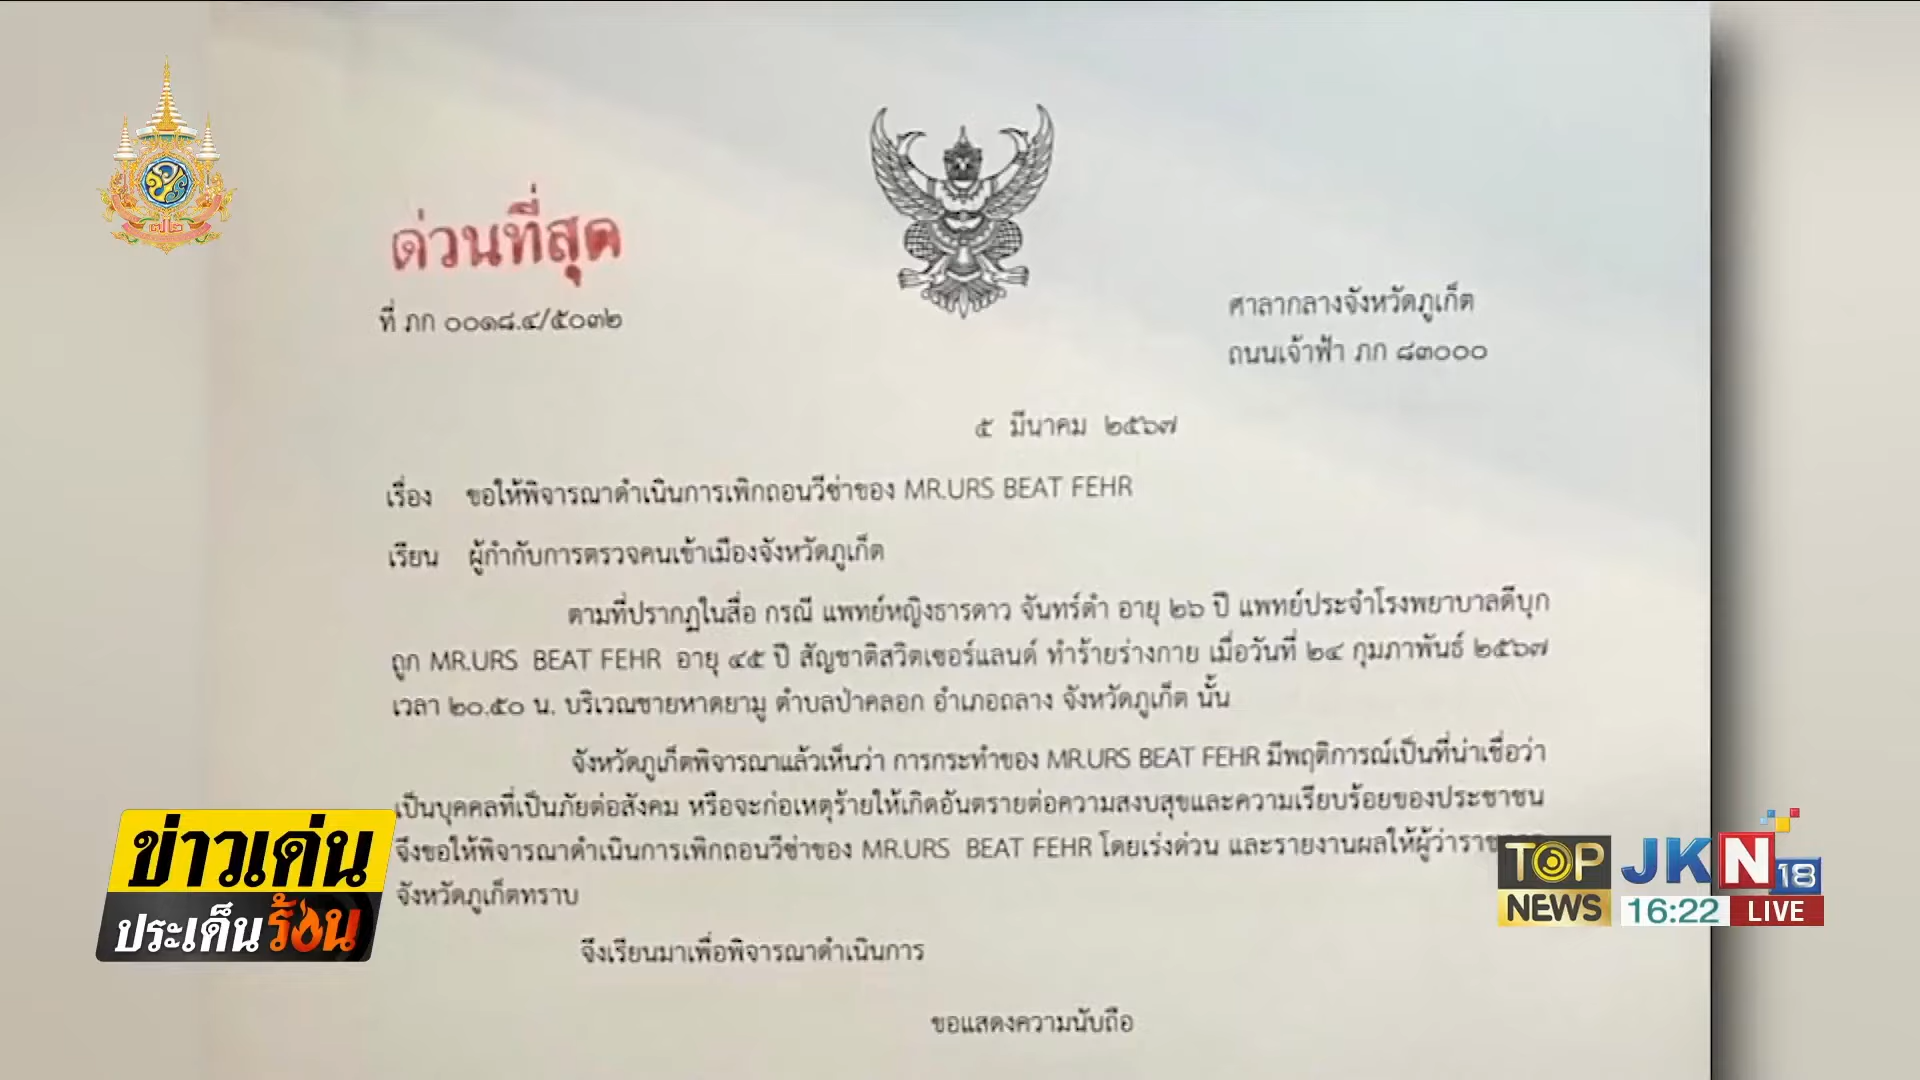 ด่วนที่สุด
ที่ ภก ๐๐๑๘.๔/๕๐๓๒
ศาลากลางจังหวัดภูเก็ต
ถนนเจ้าฟ้า ภก ๘๓๐๐๐
๕ มีนาคม ๒๕๖๗
เรื่อง ขอให้พิจารณาดำเนินการเพิกถอนวีซ่าของ MR.URS BEAT FEHR
เรียน ผู้กำกับการตรวจคนเข้าเมืองจังหวัดภูเก็ต
ตามที่ปรากฏในสื่อ กรณี แพทย์หญิงธารดาว จันทร์ดำ อายุ ๒๖ ปี แพทย์ประจำโรงพยาบาลดีบุก
ถูก MR.URS BEAT FEHR อายุ ๔๕ ปี สัญชาติสวิตเซอร์แลนด์ ทำร้ายร่างกาย เมื่อวันที่ ๒๔ กุมภาพันธ์ ๒๕๖๗
เวลา ๒๐.๕๐ น. บริเวณชายหาดยามู ตำบลป่าคลอก อำเภอถลาง จังหวัดภูเก็ต นั้น
จังหวัดภูเก็ตพิจารณาแล้วเห็นว่า การกระทำของ MR.URS BEAT FEHR มีพฤติการณ์เป็นที่น่าเชื่อว่า
เป็นบุคคลที่เป็นภัยต่อสังคม หรือจะก่อเหตุร้ายให้เกิดอันตรายต่อความสงบสุขและความเรียบร้อยของประชาชน
จึงขอให้พิจารณาดำเนินการเพิกถอนวีซ่าของ MR.URS BEAT FEHR โดยเร่งด่วน และรายงานผลให้ผู้ว่า
จังหวัดภูเก็ตทราบ
จึงเรียนมาเพื่อพิจารณาดำเนินการ
ขอแสดงความนับถือ
ข่าวเด่น
ประเด็นร้อน
TOP
NEWS
JKN18
16:22 LIVE
๗๒